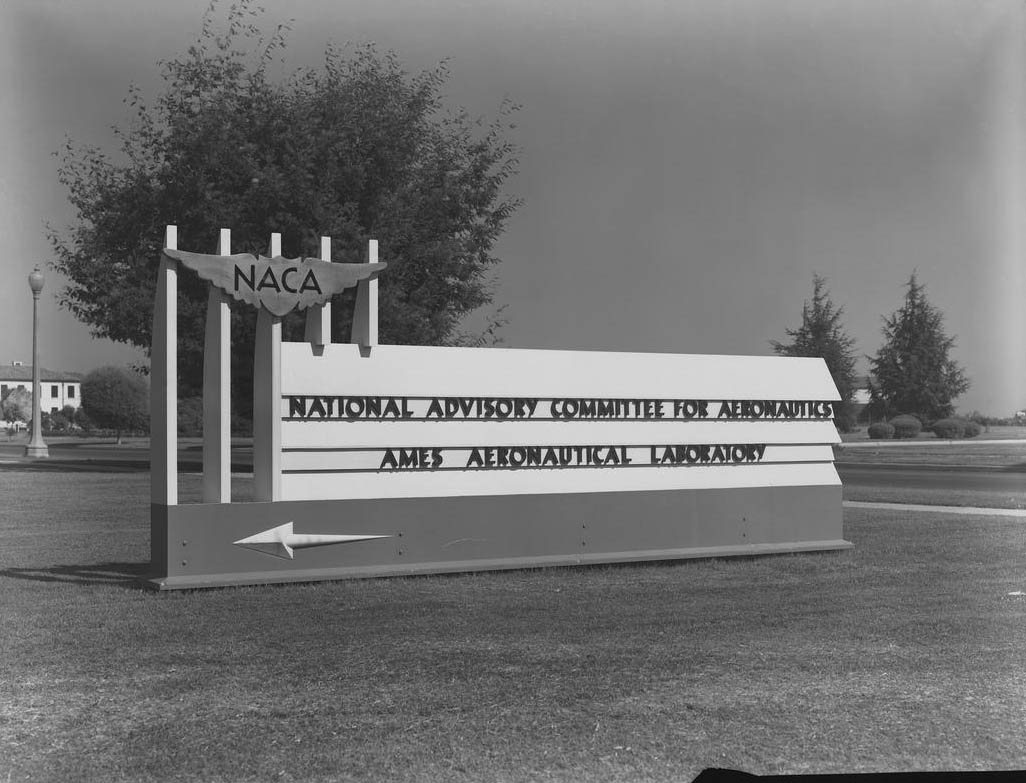 NACA
NATIONAL ADVISORY COMMITTEE FOR AERONAUTICS
AMES AERONAUTICAL LABORATORY